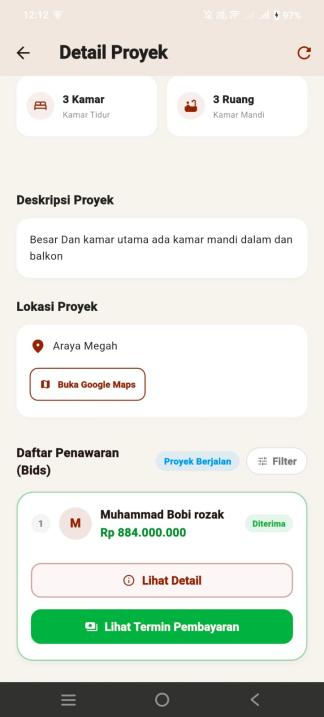 12:12
97%
Detail Proyek
3 Kamar
Kamar Tidur
3 Ruang
Kamar Mandi
Deskripsi Proyek
Besar Dan kamar utama ada kamar mandi dalam dan
balkon
Lokasi Proyek
Araya Megah
Buka Google Maps
Daftar Penawaran
(Bids)
Proyek Berjalan
Filter
1
M
Muhammad Bobi rozak
Rp 884.000.000
Diterima
Lihat Detail
Lihat Termin Pembayaran